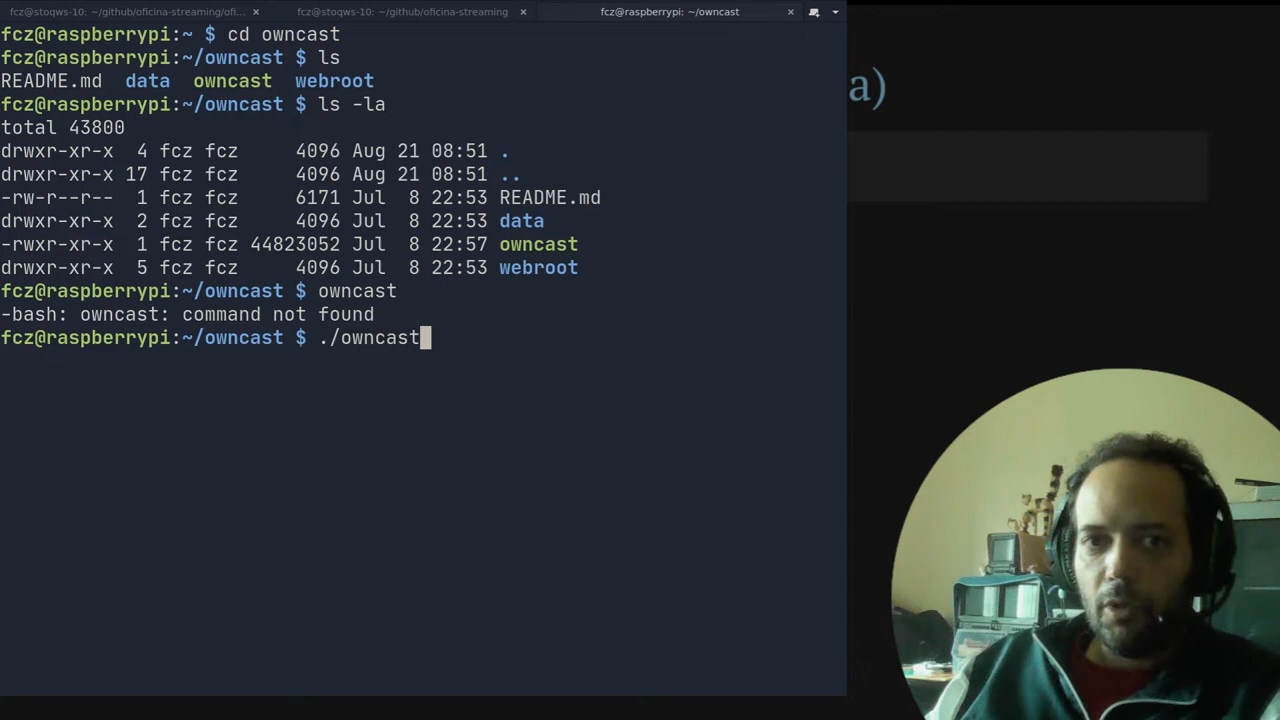 fcz@stoqws-10: ~/github/oficina-streaming/ofi...
fcz@stoqws-10: ~/github/oficina-streaming
fcz@raspberrypi: ~/owncast
fcz@raspberrypi:~ $ cd owncast
fcz@raspberrypi:~/owncast $ ls
README.md data owncast webroot
fcz@raspberrypi:~/owncast $ ls -la
total 43800
drwxr-xr-x 4 fcz fcz 4096 Aug 21 08:51 .
drwxr-xr-x 17 fcz fcz 4096 Aug 21 08:51 ..
-rw-r--r-- 1 fcz fcz 6171 Jul 8 22:53 README.md
drwxr-xr-x 2 fcz fcz 4096 Jul 8 22:53 data
-rwxr-xr-x 1 fcz fcz 44823052 Jul 8 22:57 owncast
drwxr-xr-x 5 fcz fcz 4096 Jul 8 22:53 webroot
fcz@raspberrypi:~/owncast $ owncast
-bash: owncast: command not found
fcz@raspberrypi:~/owncast $ ./owncast
a)